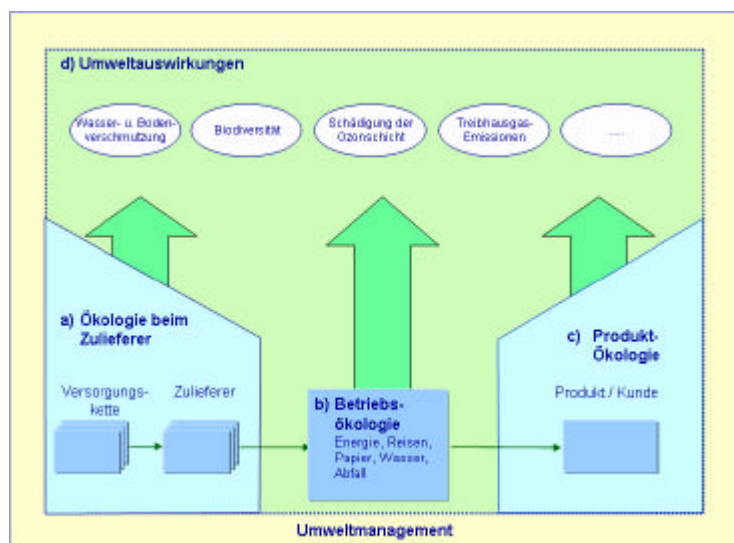 d) Umweltauswirkungen
Wasser- u. Boden-
verschmutzung
Biodiversität
Schädigung der
Ozonschicht
Treibhausgas-
Emissionen
.....
a) Ökologie beim
Zulieferer
Versorgungs-
kette
Zulieferer
b) Betriebs-
ökologie
Energie, Reisen,
Papier, Wasser,
Abfall
c) Produkt-
Ökologie
Produkt / Kunde
Umweltmanagement